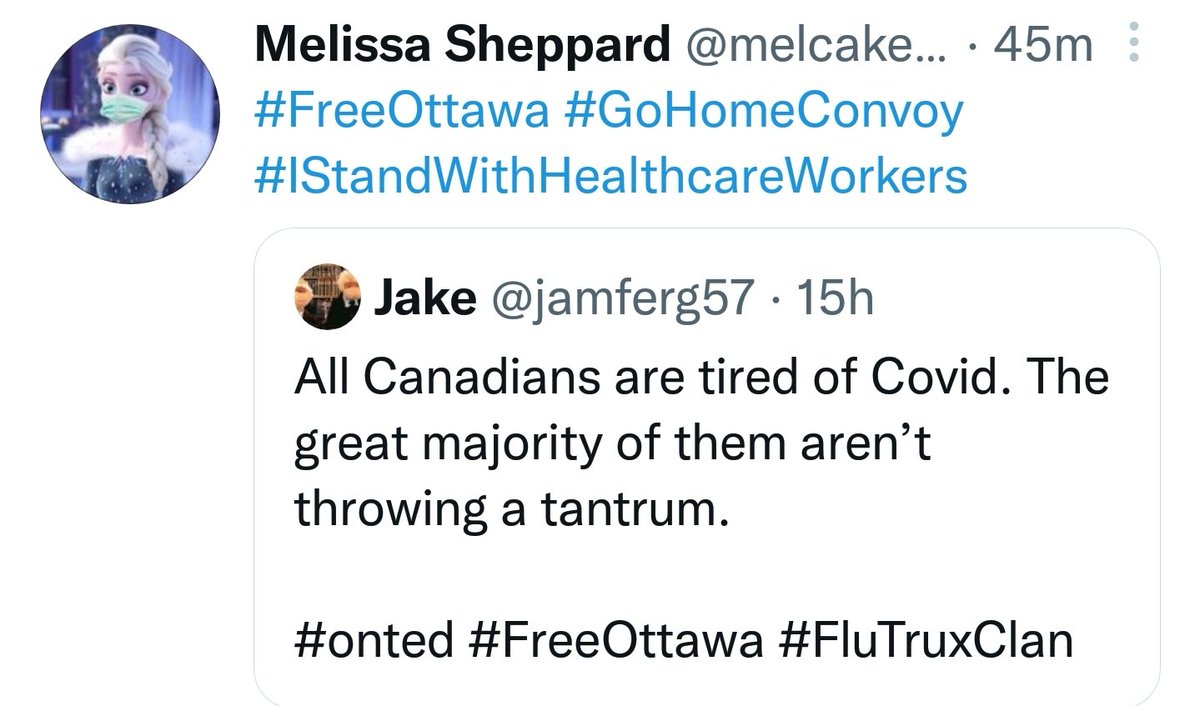 Melissa Sheppard @melcake... · 45m
#FreeOttawa #GoHomeConvoy
#IStandWithHealthcareWorkers
Jake @jamferg57 · 15h
All Canadians are tired of Covid. The
great majority of them aren’t
throwing a tantrum.
#onted #FreeOttawa #FluTruxClan